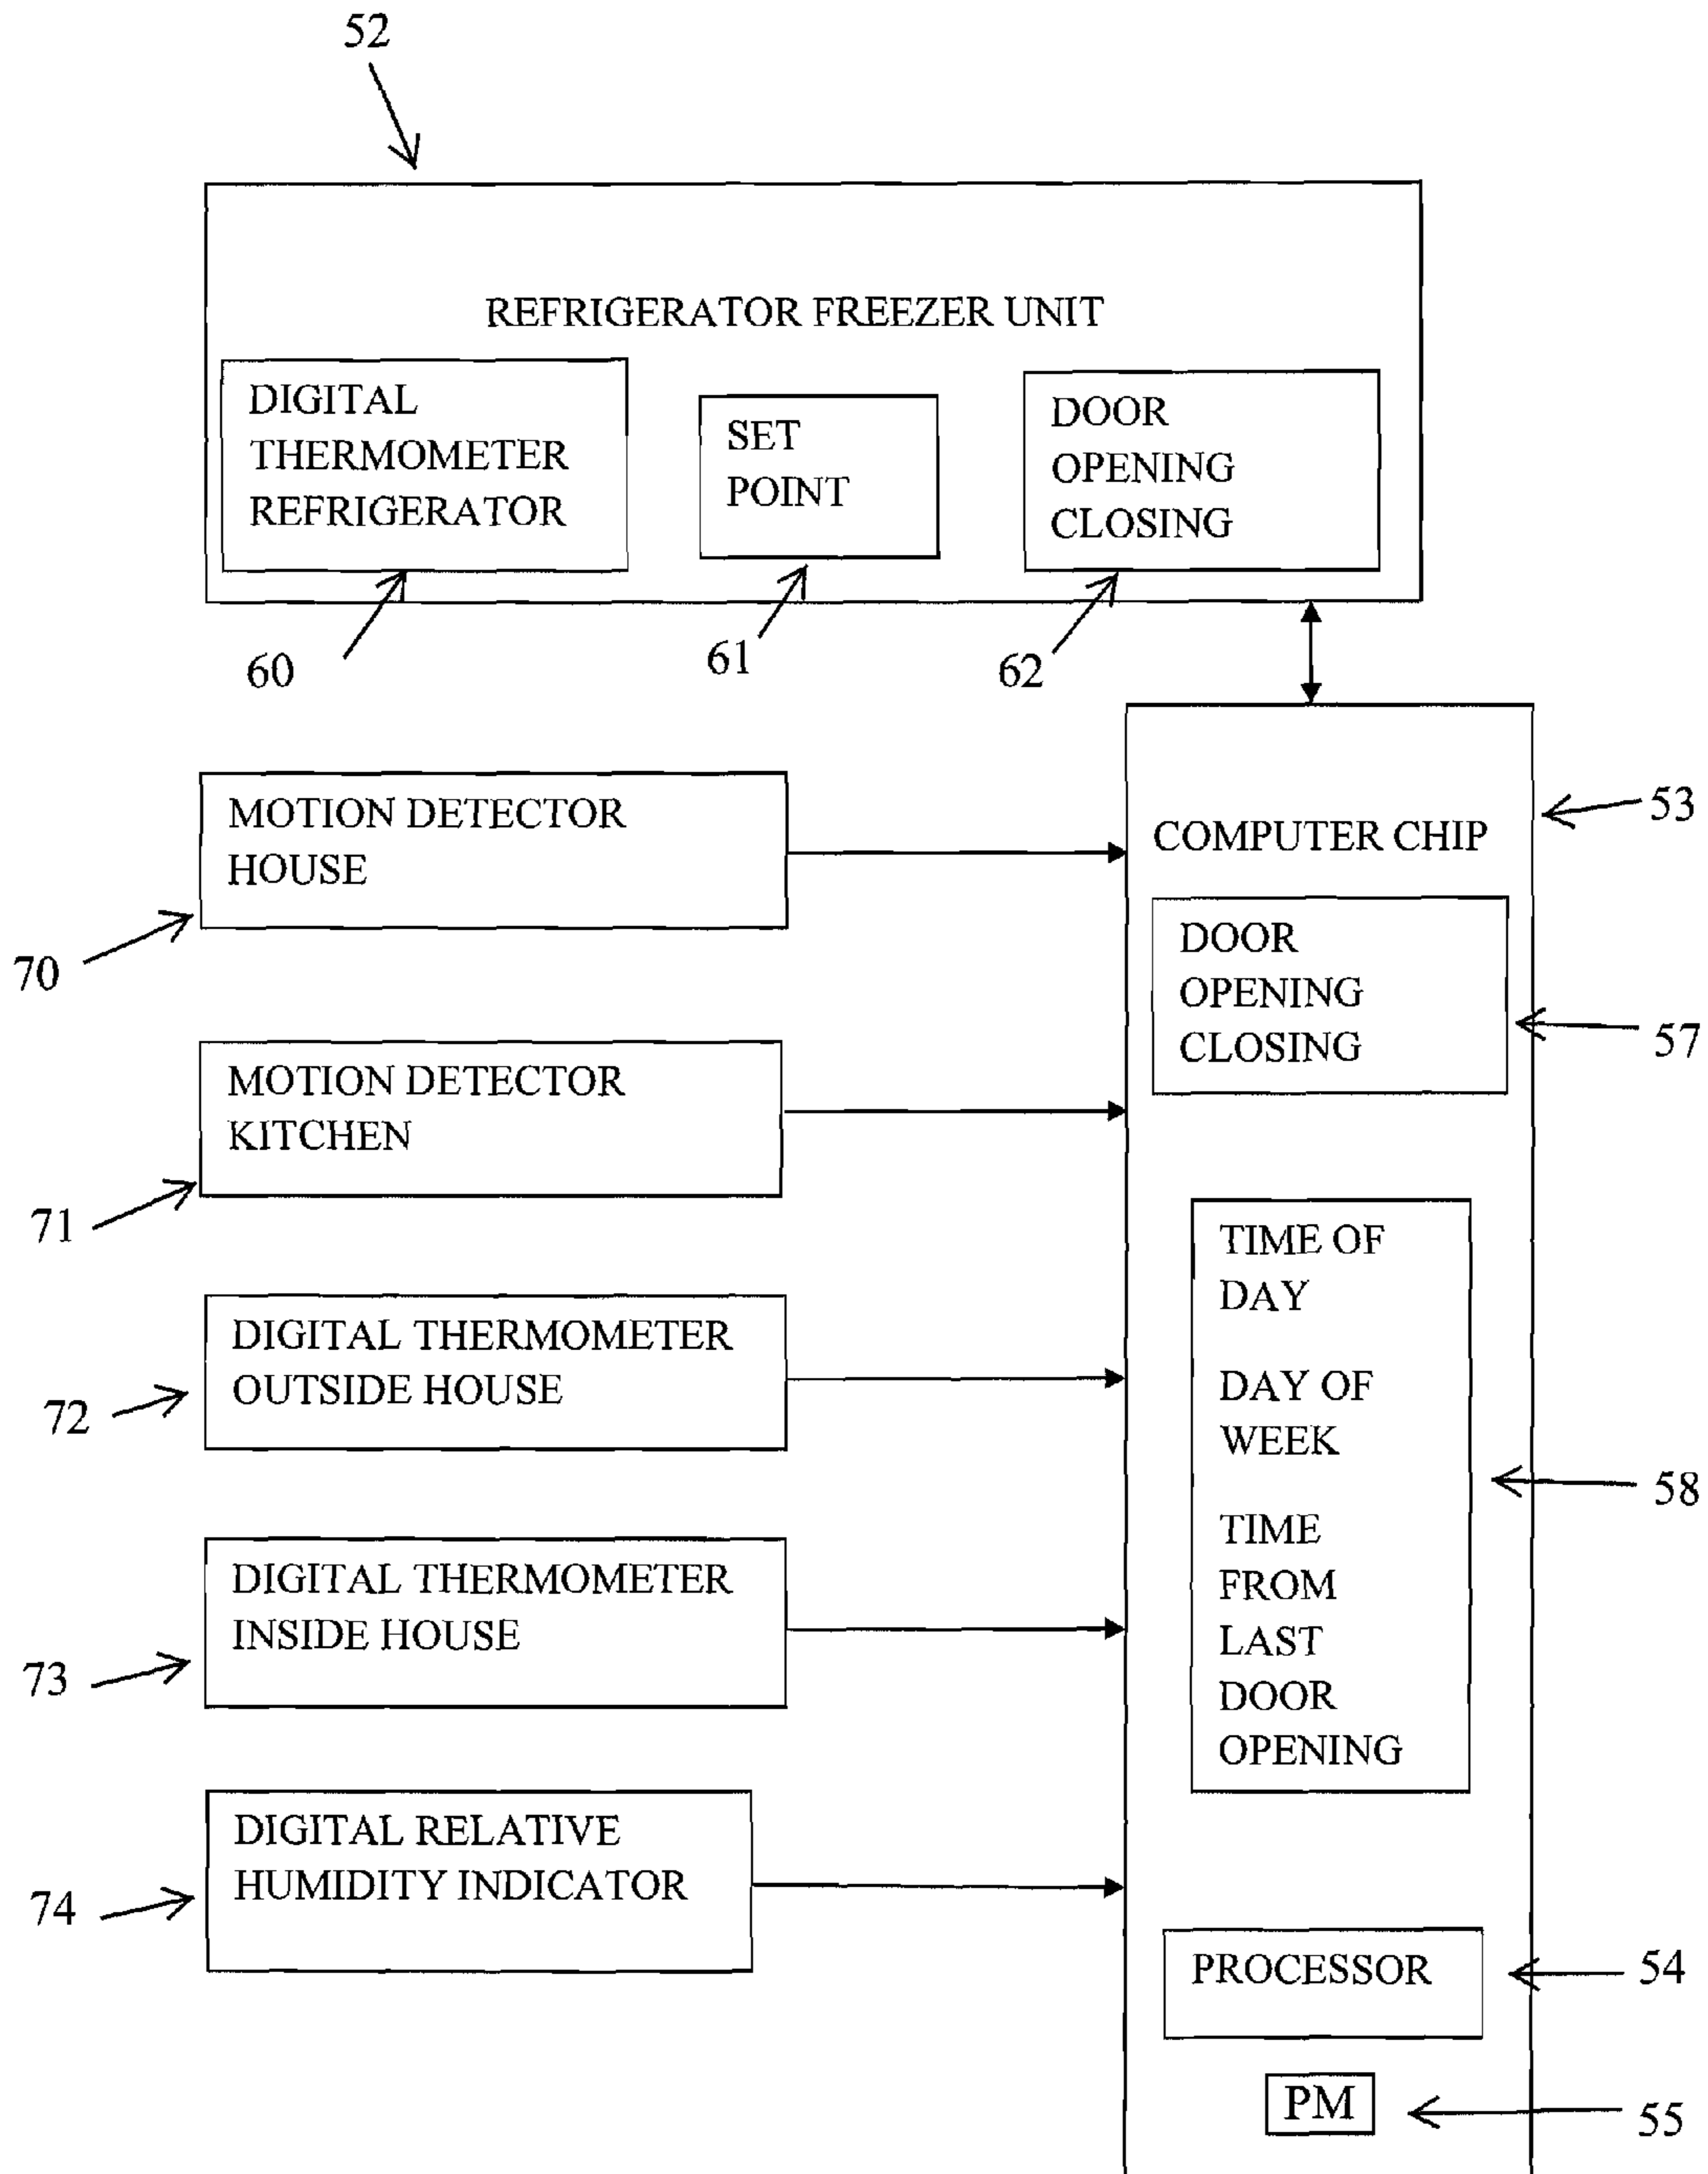 52
REFRIGERATOR FREEZER UNIT
DIGITAL
THERMOMETER
REFRIGERATOR
SET
POINT
DOOR
OPENING
CLOSING
60
61
62
MOTION DETECTOR
HOUSE
70
MOTION DETECTOR
KITCHEN
71
DIGITAL THERMOMETER
OUTSIDE HOUSE
72
DIGITAL THERMOMETER
INSIDE HOUSE
73
DIGITAL RELATIVE
HUMIDITY INDICATOR
74
COMPUTER CHIP
53
DOOR
OPENING
CLOSING
57
TIME OF
DAY
DAY OF
WEEK
TIME
FROM
LAST
DOOR
OPENING
58
PROCESSOR
54
PM
55